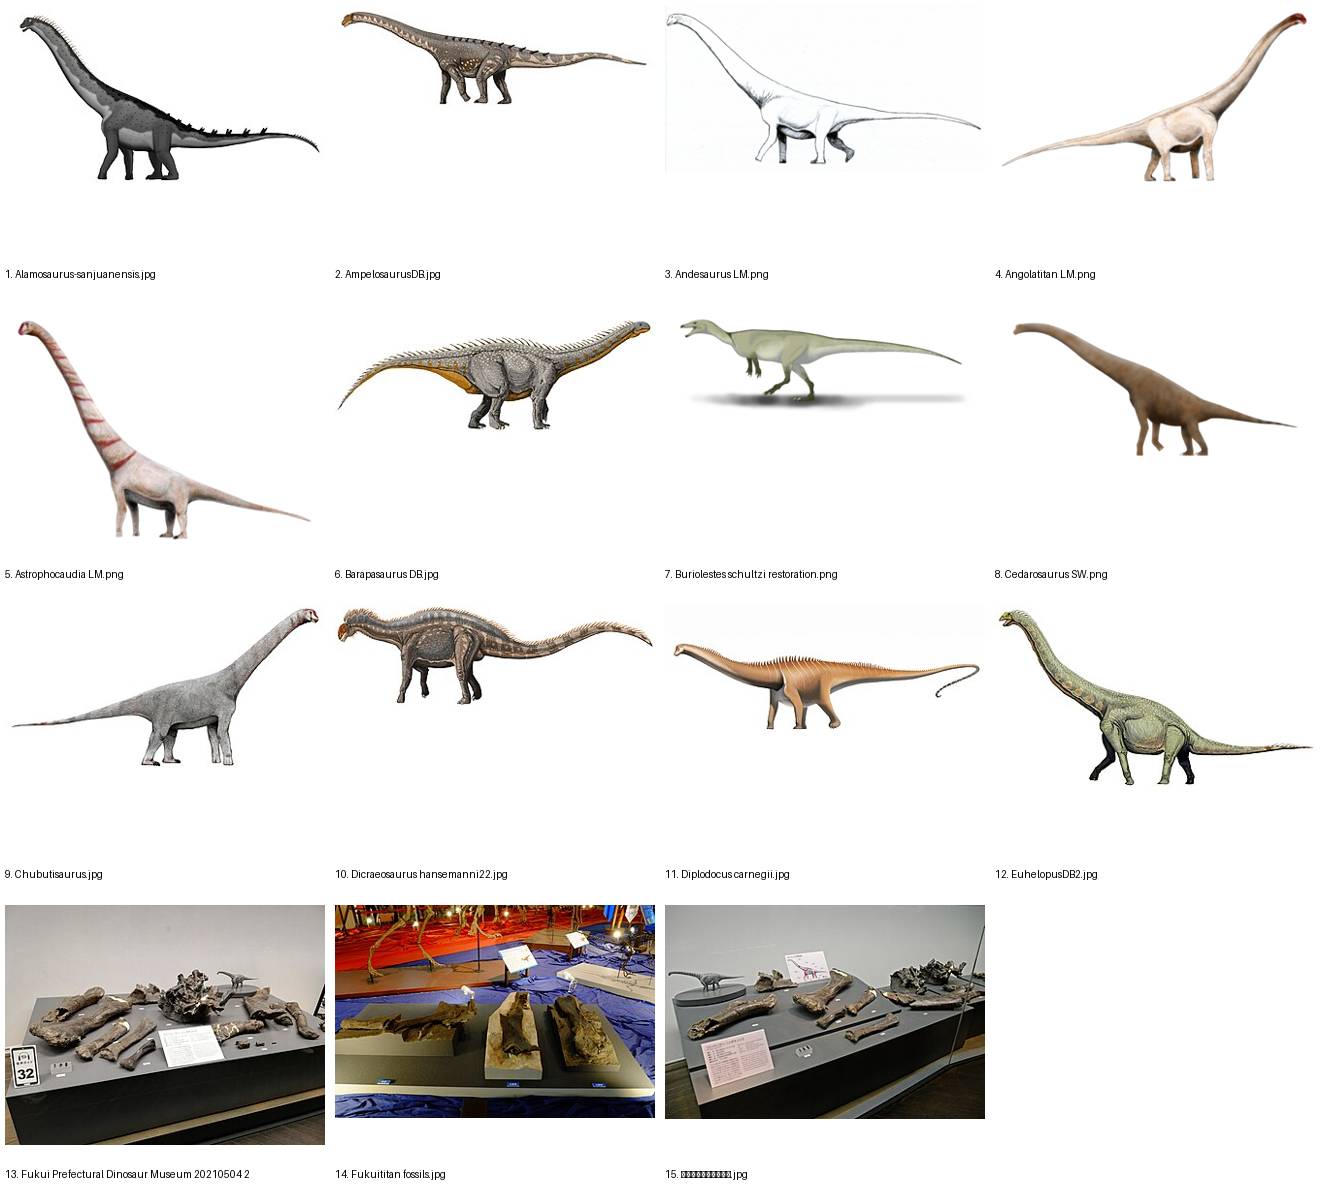 1. Alamosaurus-sanjuanensis.jpg
2. AmpelosaurusDB.jpg
3. Andesaurus LM.png
4. Angolatitan LM.png
5. Astrophocaudia LM.png
6. Barapasaurus DB.jpg
7. Buriolestes schultzi restoration.png
8. Cedarosaurus SW.png
9. Chubutisaurus.jpg
10. Dicraeosaurus hansemanni22.jpg
11. Diplodocus carnegii.jpg
12. EuhelopusDB2.jpg
32
13. Fukui Prefectural Dinosaur Museum 20210504 2
14. Fukuititan fossils.jpg
15. .jpg